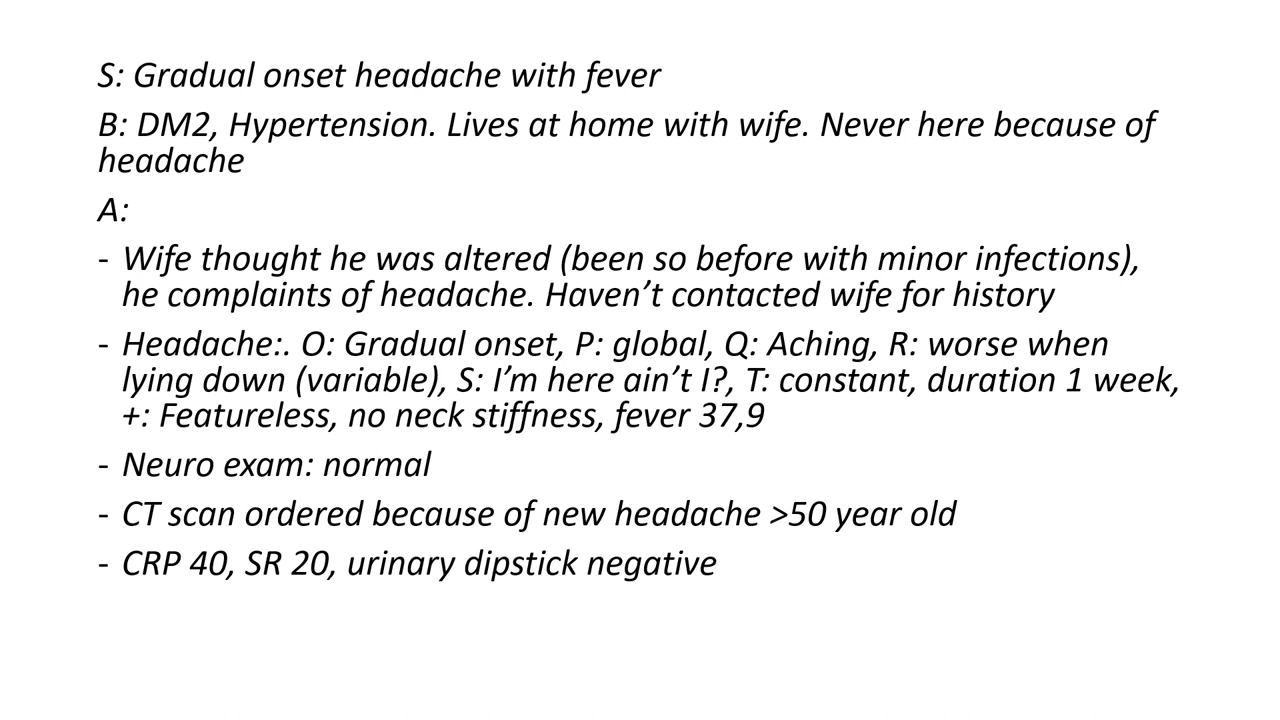 S: Gradual onset headache with fever
B: DM2, Hypertension. Lives at home with wife. Never here because of
headache
A:
- Wife thought he was altered (been so before with minor infections),
he complaints of headache. Haven’t contacted wife for history
- Headache:. O: Gradual onset, P: global, Q: Aching, R: worse when
lying down (variable), S: I’m here ain’t I?, T: constant, duration 1 week,
+: Featureless, no neck stiffness, fever 37,9
- Neuro exam: normal
- CT scan ordered because of new headache >50 year old
- CRP 40, SR 20, urinary dipstick negative